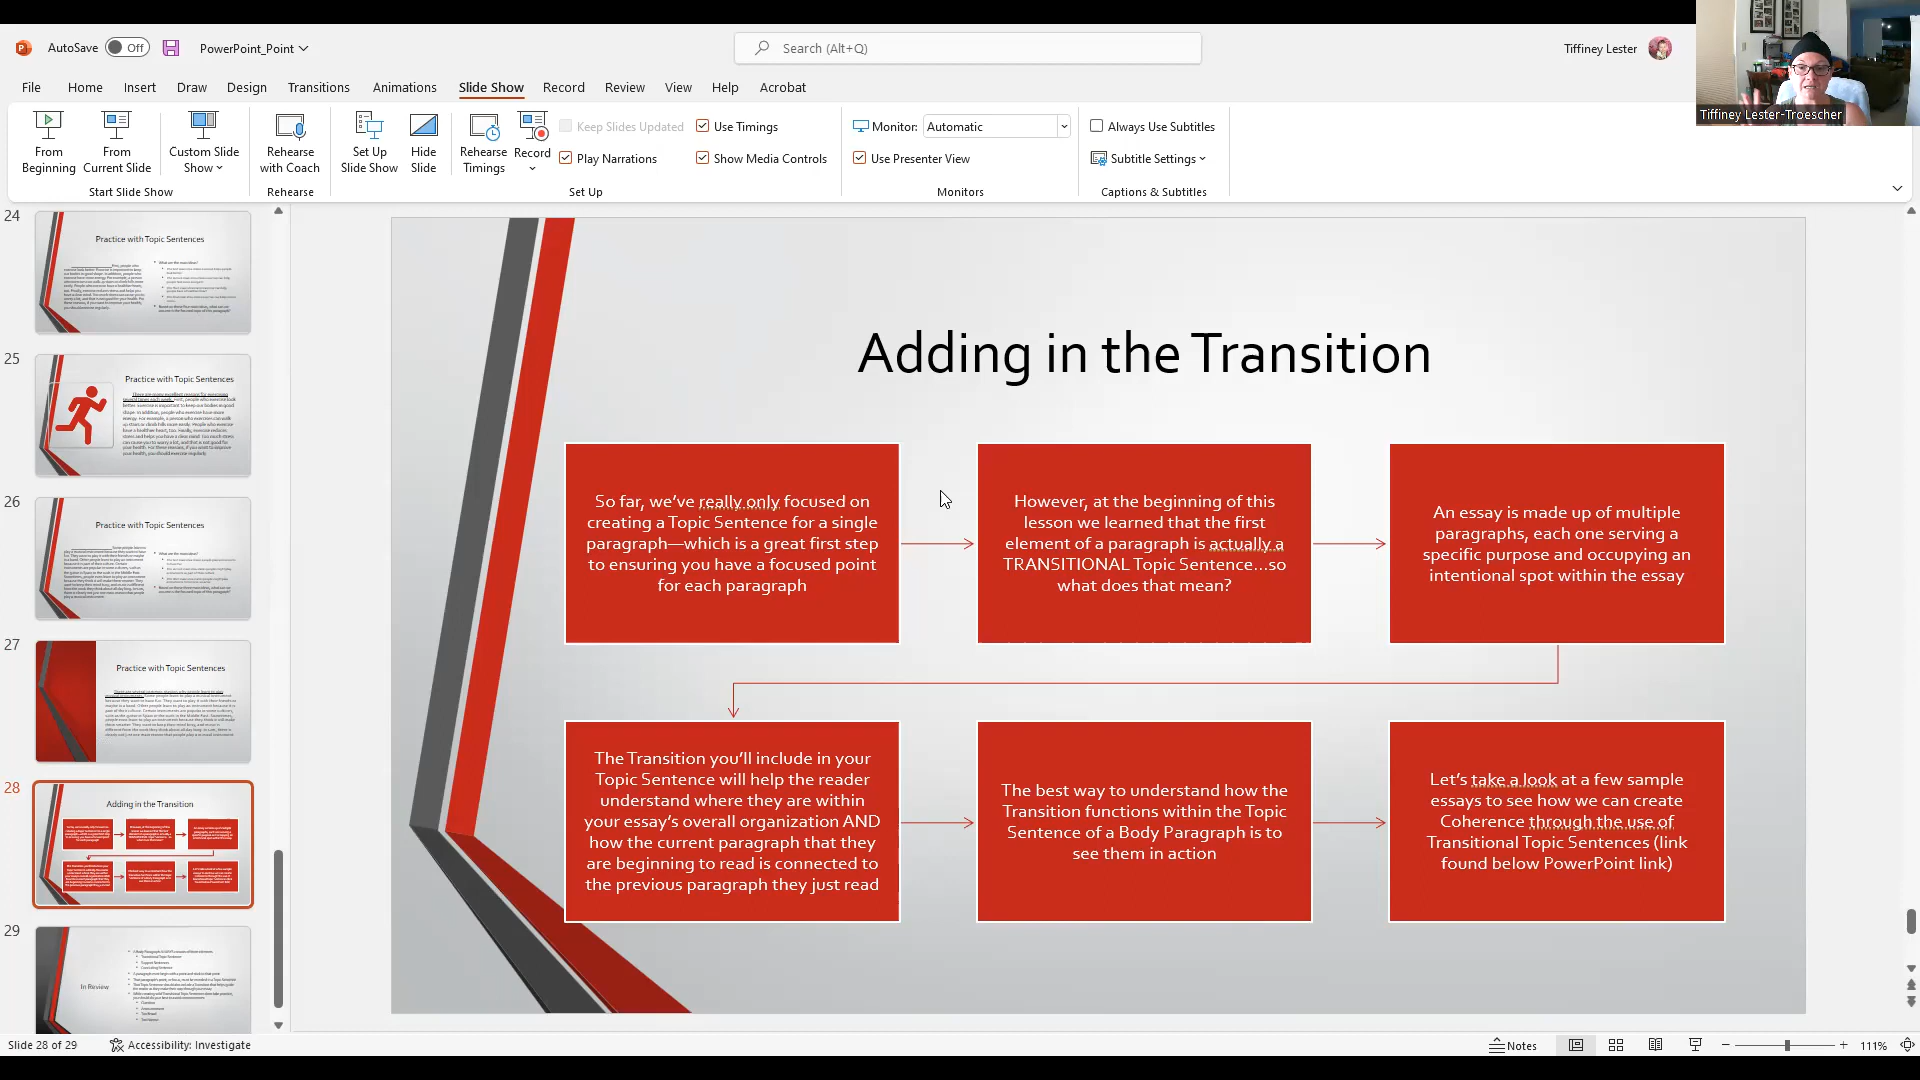 AutoSave
Off
PowerPoint_Point
Search (Alt+Q)
Tiffiney Lester
Tiffiney Lester-Troescher
File
Home
Insert
Draw
Design
Transitions
Animations
Slide Show
Record
Review
View
Help
Acrobat
From
Beginning
From
Current Slide
Custom Slide
Show
Start Slide Show
Rehearse
with Coach
Rehearse
Set Up
Slide Show
Hide
Slide
Rehearse
Timings
Record
Keep Slides Updated
Play Narrations
Use Timings
Show Media Controls
Set Up
Monitor:
Automatic
Use Presenter View
Monitors
Always Use Subtitles
Subtitle Settings
Captions & Subtitles
24
Practice with Topic Sentences
25
Practice with Topic Sentences
26
Practice with Topic Sentences
27
Practice with Topic Sentences
28
Adding in the Transition
29
In Review
Adding in the Transition
So far, we've really only focused on
creating a Topic Sentence for a single
paragraph—which is a great first step
to ensuring you have a focused point
for each paragraph
However, at the beginning of this
lesson we learned that the first
element of a paragraph is actually a
TRANSITIONAL Topic Sentence...so
what does that mean?
An essay is made up of multiple
paragraphs, each one serving a
specific purpose and occupying an
intentional spot within the essay
The Transition you'll include in your
Topic Sentence will help the reader
understand where they are within
your essay's overall organization AND
how the current paragraph that they
are beginning to read is connected to
the previous paragraph they just read
The best way to understand how the
Transition functions within the Topic
Sentence of a Body Paragraph is to
see them in action
Let's take a look at a few sample
essays to see how we can create
Coherence through the use of
Transitional Topic Sentences (link
found below PowerPoint link)
Slide 28 of 29
Accessibility: Investigate
Notes
111%